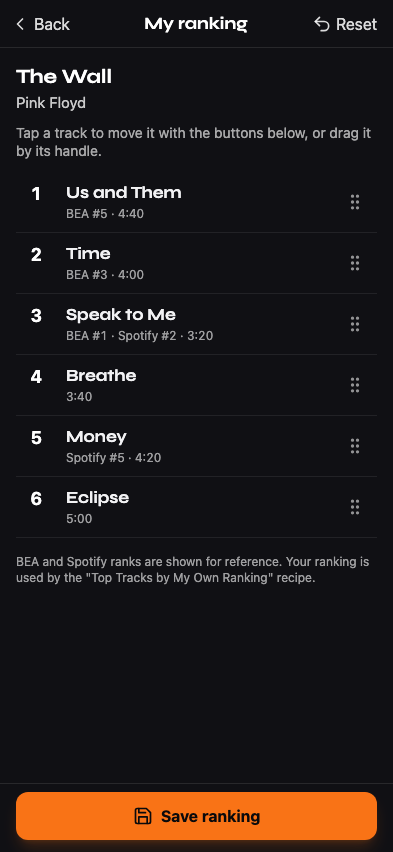 Back
My ranking
Reset
The Wall
Pink Floyd
Tap a track to move it with the buttons below, or drag it
by its handle.
1
Us and Them
BEA #5 · 4:40
2
Time
BEA #3 · 4:00
3
Speak to Me
BEA #1 · Spotify #2 · 3:20
4
Breathe
3:40
5
Money
Spotify #5 · 4:20
6
Eclipse
5:00
BEA and Spotify ranks are shown for reference. Your ranking is
used by the "Top Tracks by My Own Ranking" recipe.
Save ranking